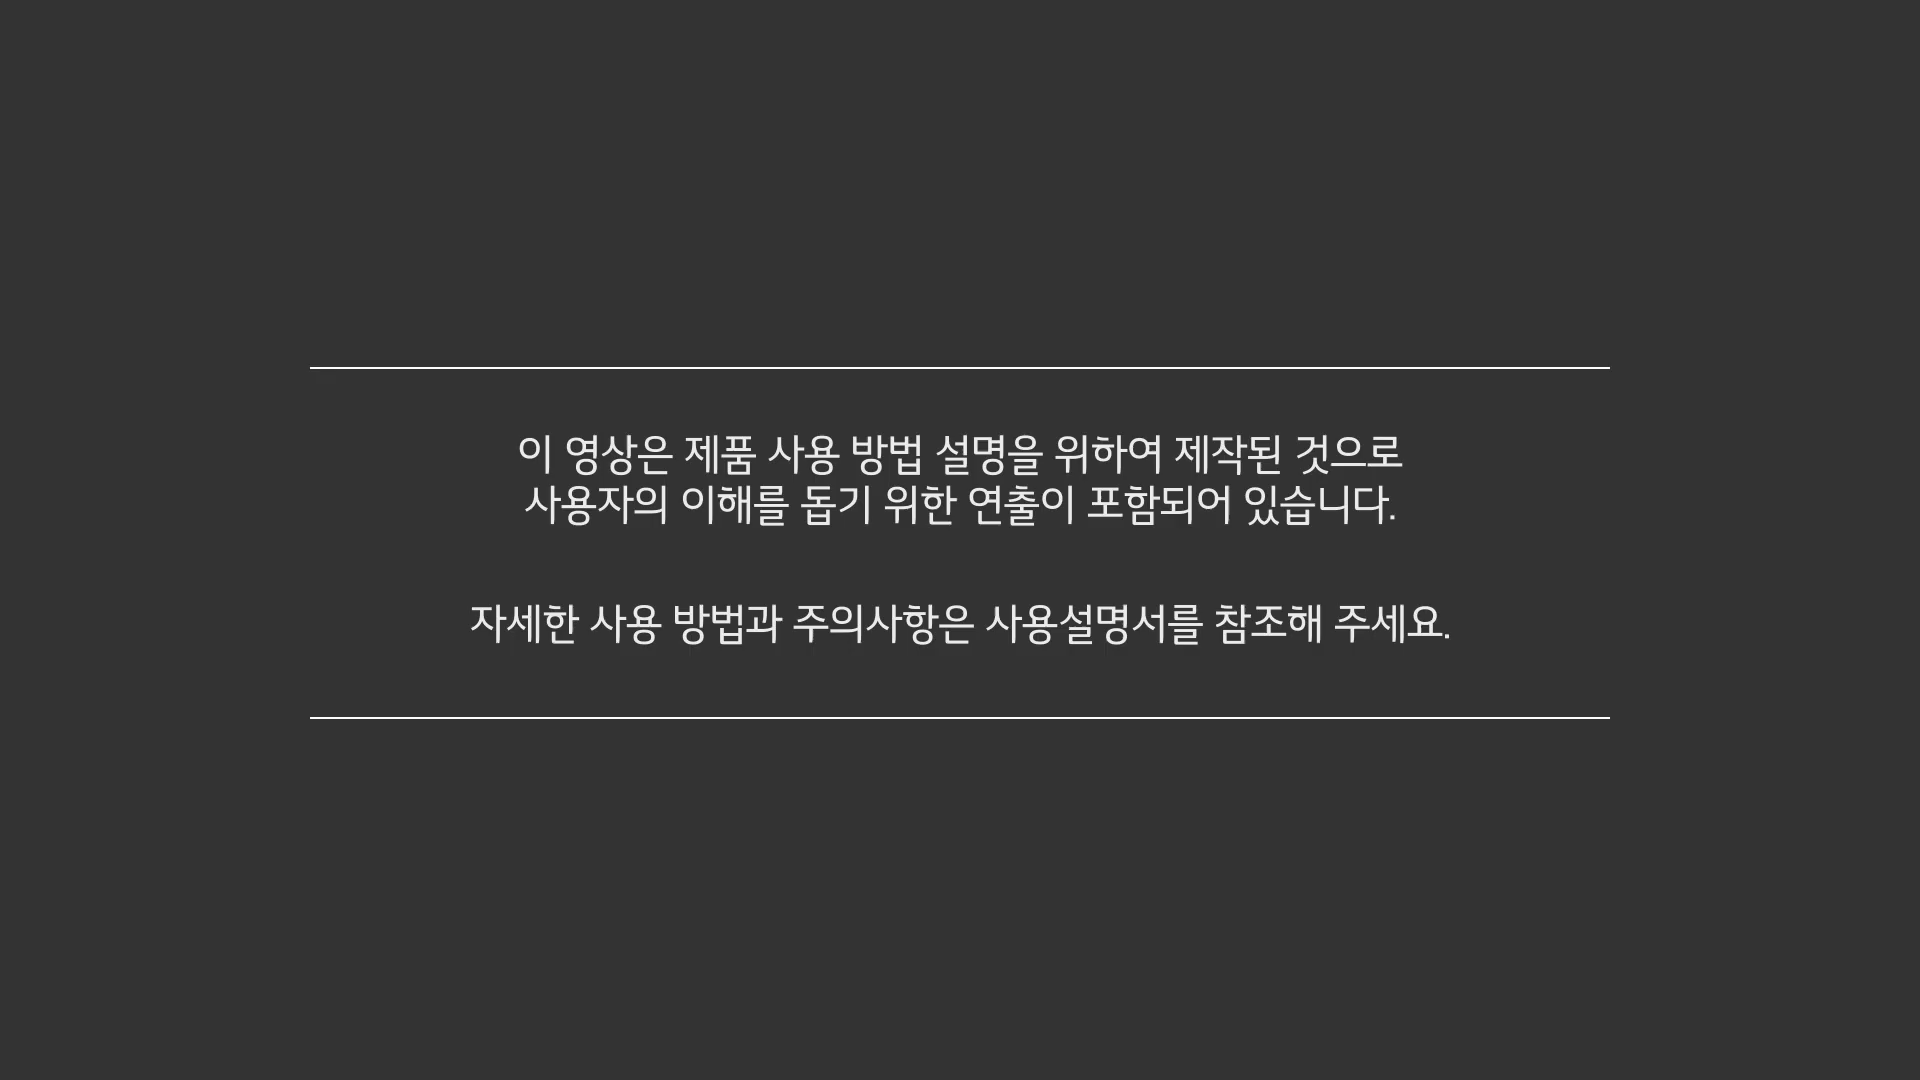 이 영상은 제품 사용 방법 설명을 위하여 제작된 것으로
사용자의 이해를 돕기 위한 연출이 포함되어 있습니다.
자세한 사용 방법과 주의사항은 사용설명서를 참조해 주세요.